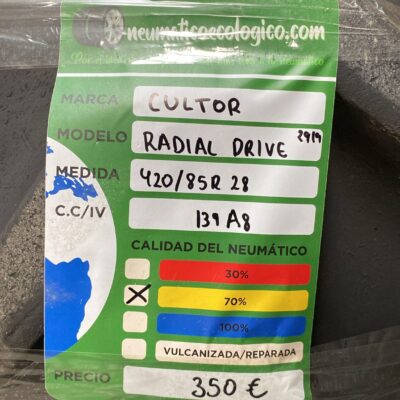 neumaticoecologico.com
MARCA CULTOR
MODELO RADIAL DRIVE 2919
MEDIDA 420/85R 28
C.C/IV 139 A8
CALIDAD DEL NEUMÁTICO
30%
X 70%
100%
VULCANIZADA/REPARADA
PRECIO 350 €